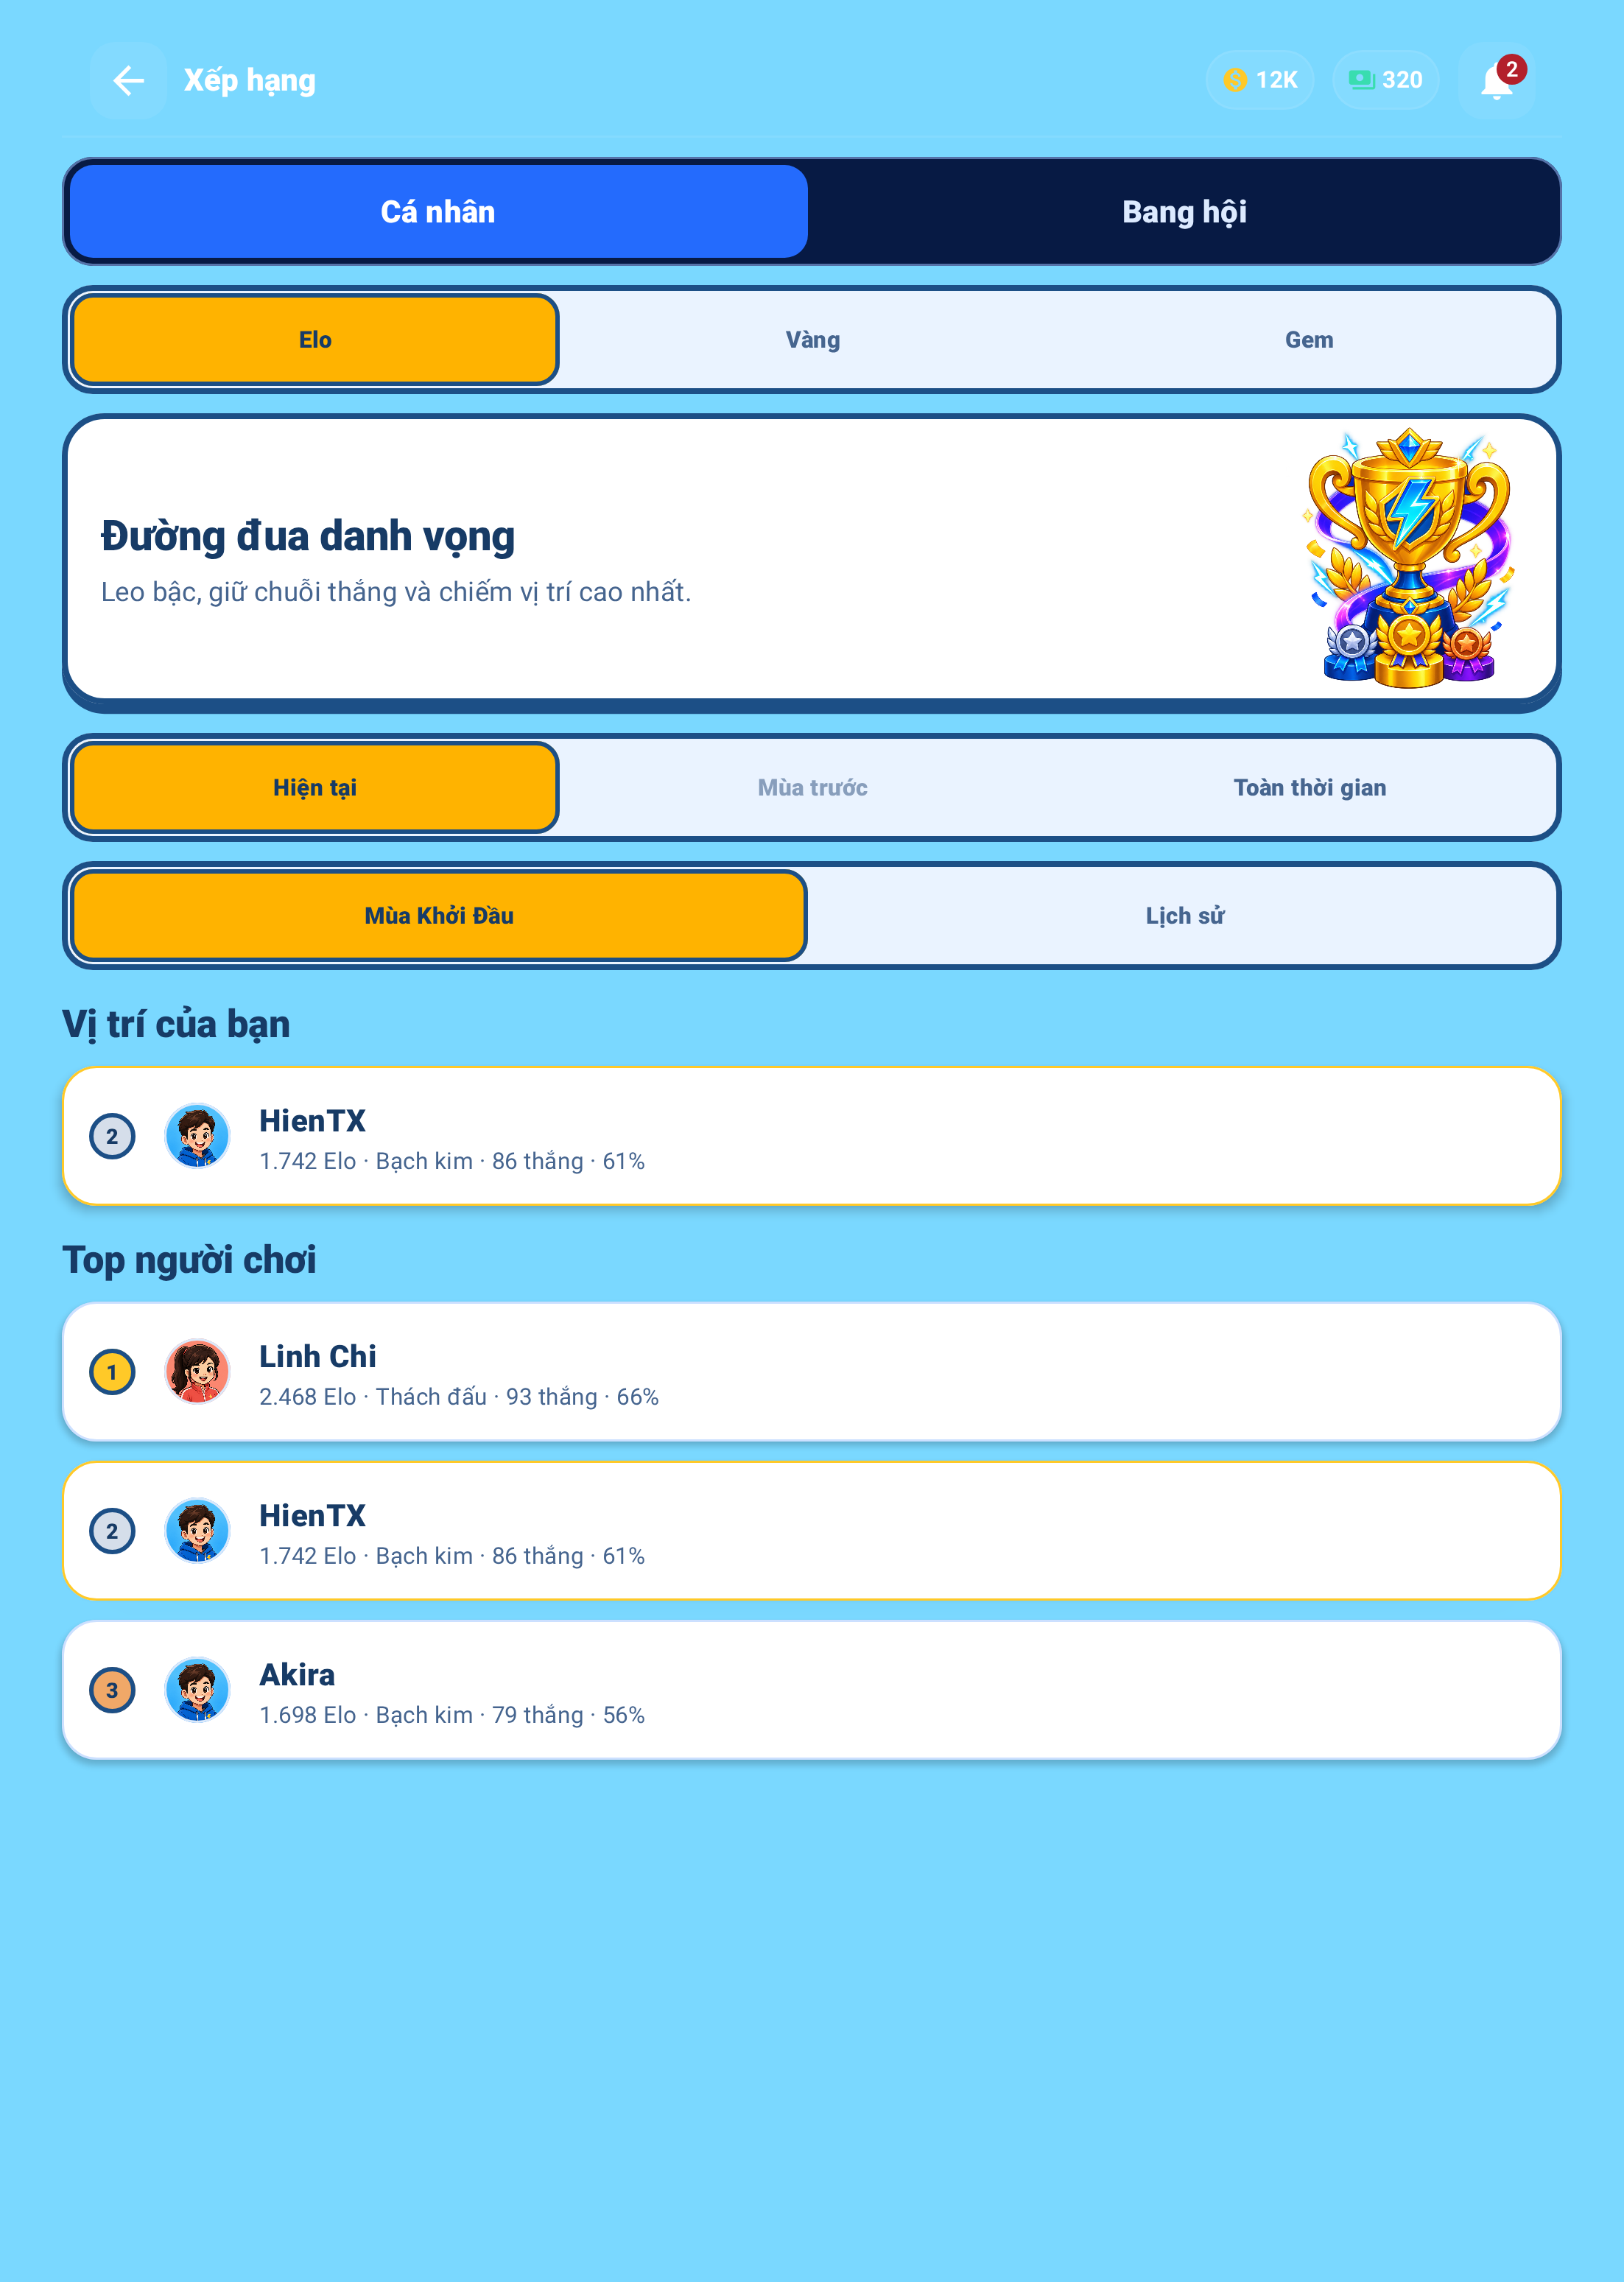 Xếp hạng
12K
320
2
Cá nhân
Bang hội
Elo
Vàng
Gem
Đường đua danh vọng
Leo bậc, giữ chuỗi thắng và chiếm vị trí cao nhất.
Hiện tại
Mùa trước
Toàn thời gian
Mùa Khởi Đầu
Lịch sử
Vị trí của bạn
2
HienTX
1.742 Elo · Bạch kim · 86 thắng · 61%
Top người chơi
1
Linh Chi
2.468 Elo · Thách đấu · 93 thắng · 66%
2
HienTX
1.742 Elo · Bạch kim · 86 thắng · 61%
3
Akira
1.698 Elo · Bạch kim · 79 thắng · 56%